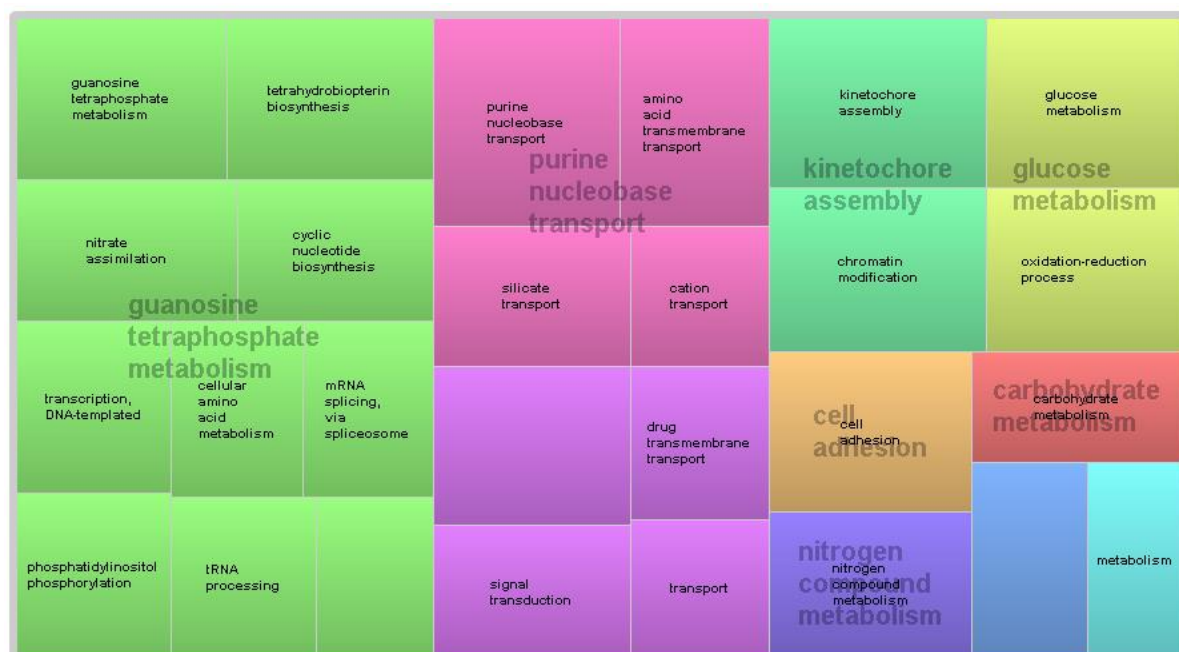 guanosine
tetraphosphate
metabolism
tetrahydrobiopterin
biosynthesis
nitrate
assimilation
cyclic
nucleotide
biosynthesis
guanosine
tetraphosphate
metabolism
transcription,
DNA-templated
cellular
amino
acid
metabolism
mRNA
splicing,
via
spliceosome
phosphatidylinositol
phosphorylation
tRNA
processing
purine
nucleobase
transport
amino
acid
transmembrane
transport
purine
nucleobase
transport
silicate
transport
cation
transport
drug
transmembrane
transport
signal
transduction
transport
kinetochore
assembly
kinetochore
assembly
chromatin
modification
glucose
metabolism
glucose
metabolism
oxidation-reduction
process
cell
adhesion
cell
adhesion
carbohydrate
metabolism
carbohydrate
metabolism
nitrogen
compound
metabolism
nitrogen
compound
metabolism
metabolism